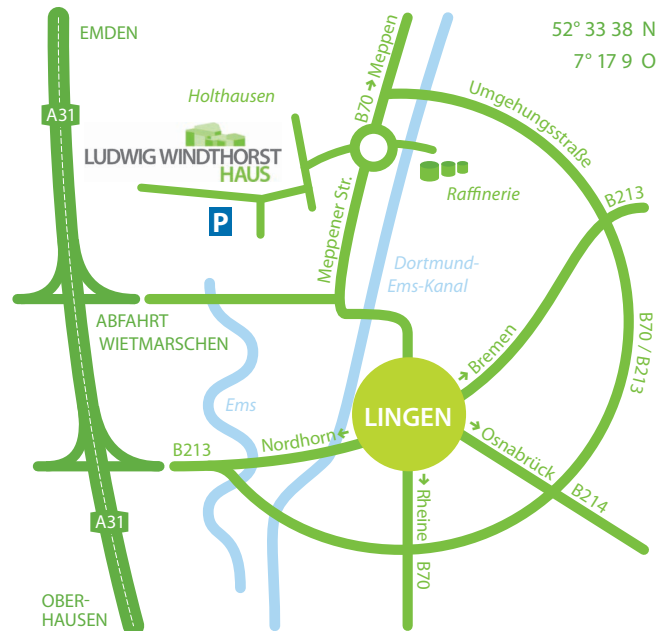 EMDEN
52° 33 38 N
7° 17 9 O
A31
Holthausen
B70 → Meppen
Umgehungsstraße
LUDWIG WINDTHORST
HAUS
Raffinerie
B213
P
Meppener Str.
Dortmund-
Ems-Kanal
ABFAHRT
WIETMARSCHEN
→ Bremen
B70 / B213
Ems
LINGEN
B213
Nordhorn ←
→ Osnabrück
B214
→ Rheine
B70
A31
OBER-
HAUSEN